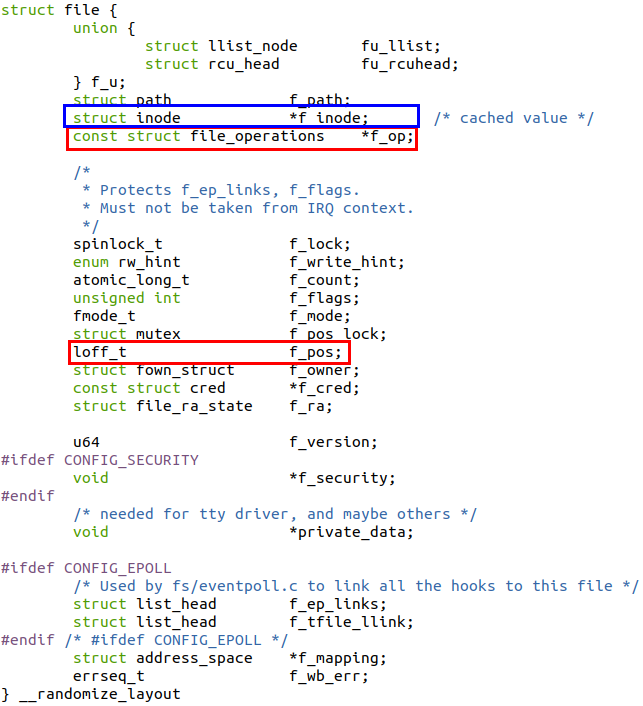 struct file {
union {
struct llist_node fu_llist;
struct rcu_head fu_rcuhead;
} f_u;
struct path f_path;
struct inode *f_inode; /* cached value */
const struct file_operations *f_op;
/*
* Protects f_ep_links, f_flags.
* Must not be taken from IRQ context.
*/
spinlock_t f_lock;
enum rw_hint f_write_hint;
atomic_long_t f_count;
unsigned int f_flags;
fmode_t f_mode;
struct mutex f_pos_lock;
loff_t f_pos;
struct fown_struct f_owner;
const struct cred *f_cred;
struct file_ra_state f_ra;
u64 f_version;
#ifdef CONFIG_SECURITY
void *f_security;
#endif
/* needed for tty driver, and maybe others */
void *private_data;
#ifdef CONFIG_EPOLL
/* Used by fs/eventpoll.c to link all the hooks to this file */
struct list_head f_ep_links;
struct list_head f_tfile_llink;
#endif /* #ifdef CONFIG_EPOLL */
struct address_space *f_mapping;
errseq_t f_wb_err;
} __randomize_layout